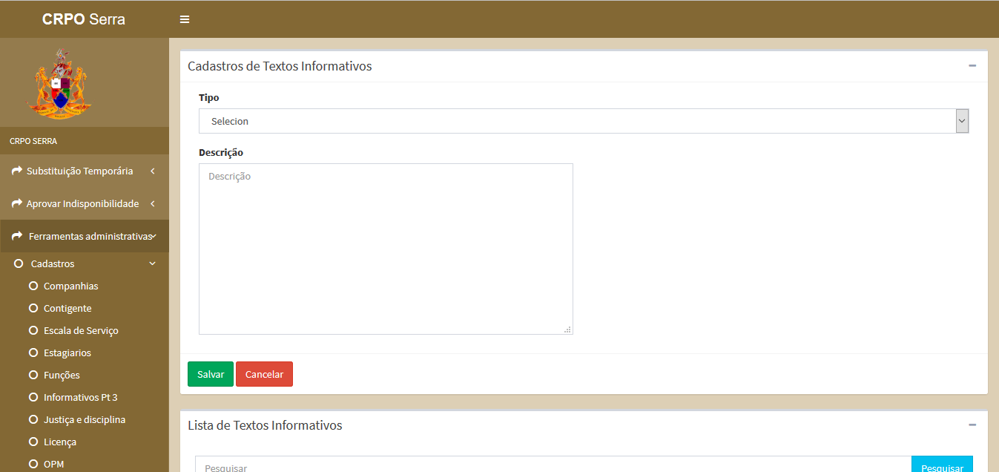 CRPO Serra
CRPO SERRA
Substituição Temporária
Aprovar Indisponibilidade
Ferramentas administrativas
Cadastros
Companhias
Contigente
Escala de Serviço
Estagiarios
Funções
Informativos Pt 3
Justiça e disciplina
Licença
OPM
Cadastros de Textos Informativos
Tipo
Selecion
Descrição
Descrição
Salvar Cancelar
Lista de Textos Informativos
Pesquisar Pesquisar